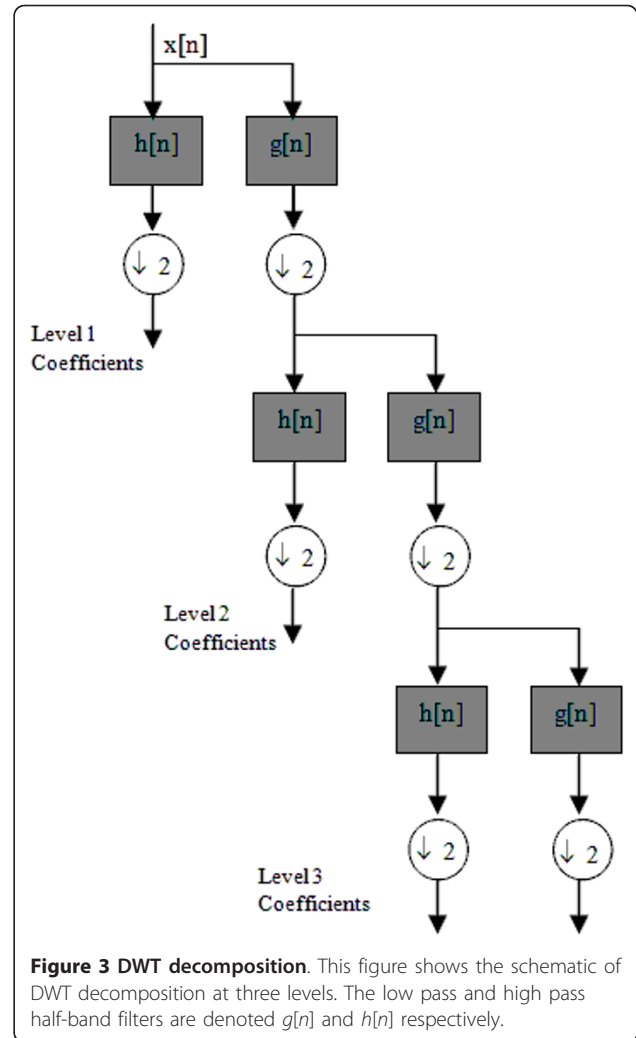 x[n]
h[n] g[n]
↓ 2 ↓ 2
Level 1
Coefficients
h[n] g[n]
↓ 2 ↓ 2
Level 2
Coefficients
h[n] g[n]
↓ 2 ↓ 2
Level 3
Coefficients
Figure 3 DWT decomposition. This figure shows the schematic of
DWT decomposition at three levels. The low pass and high pass
half-band filters are denoted g[n] and h[n] respectively.